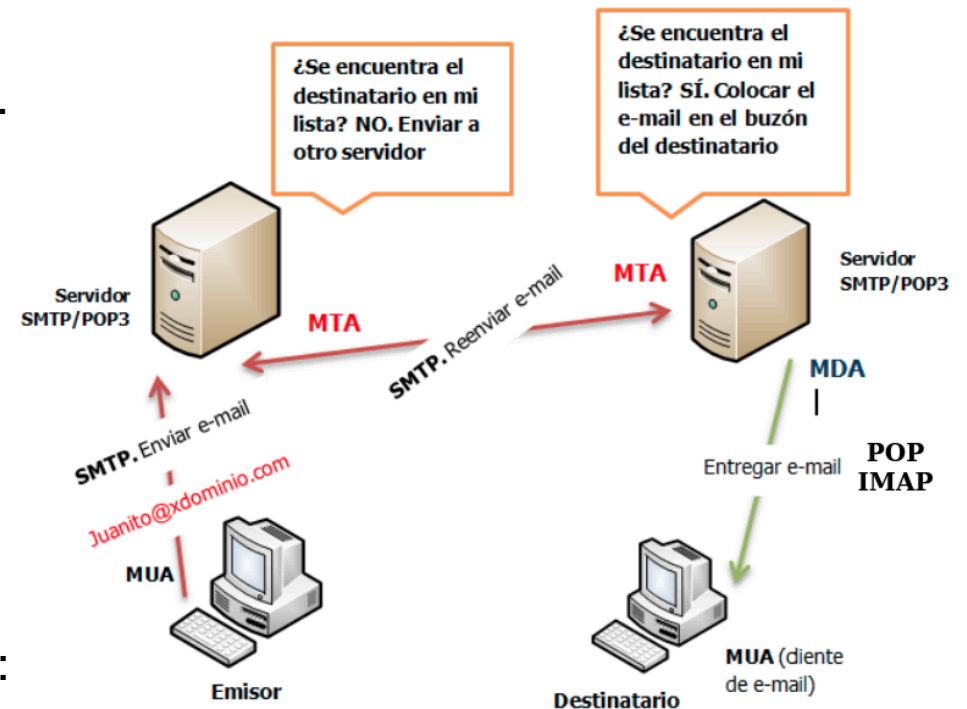 ¿Se encuentra el
destinatario en mi
lista? NO. Enviar a
otro servidor
¿Se encuentra el
destinatario en mi
lista? SÍ. Colocar el
e-mail en el buzón
del destinatario
Servidor
SMTP/POP3
MTA
SMTP. Reenviar e-mail
MTA
Servidor
SMTP/POP3
MDA
|
SMTP. Enviar e-mail
Juanito@xdominio.com
Entregar e-mail
POP
IMAP
MUA
Emisor
Destinatario
MUA (cliente
de e-mail)
.
: